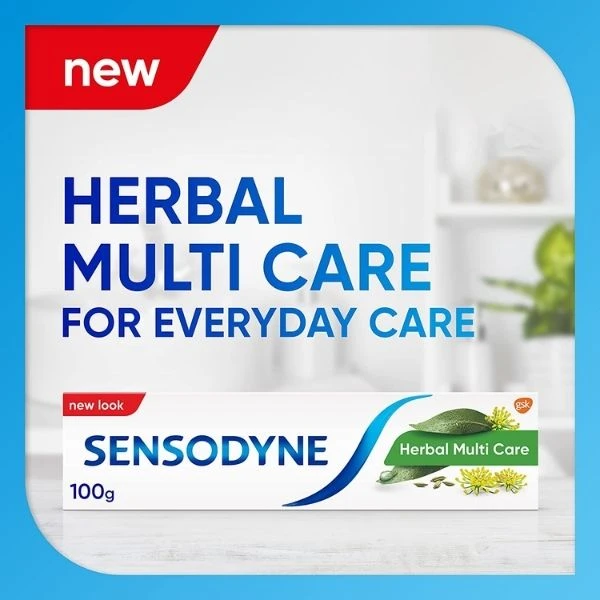 new
HERBAL
MULTI CARE
FOR EVERYDAY CARE
new look
gsk
SENSODYNE
Herbal Multi Care
100g